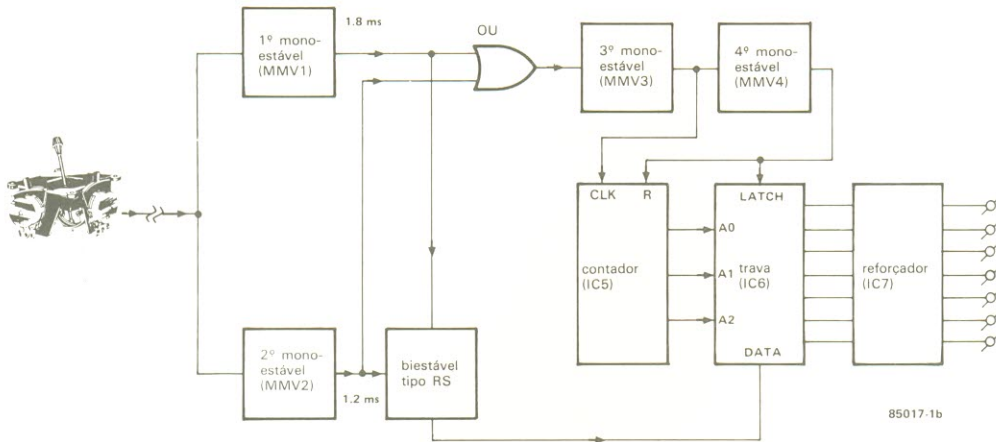 1.8 ms
1º mono-
estável
(MMV1)
OU
3º mono-
estável
(MMV3)
4º mono-
estável
(MMV4)
CLK R
LATCH
A0
A1
A2
contador
(IC5)
trava
(IC6)
DATA
reforçador
(IC7)
2º mono-
estável
(MMV2)
1.2 ms
biestável
tipo RS
85017-1b